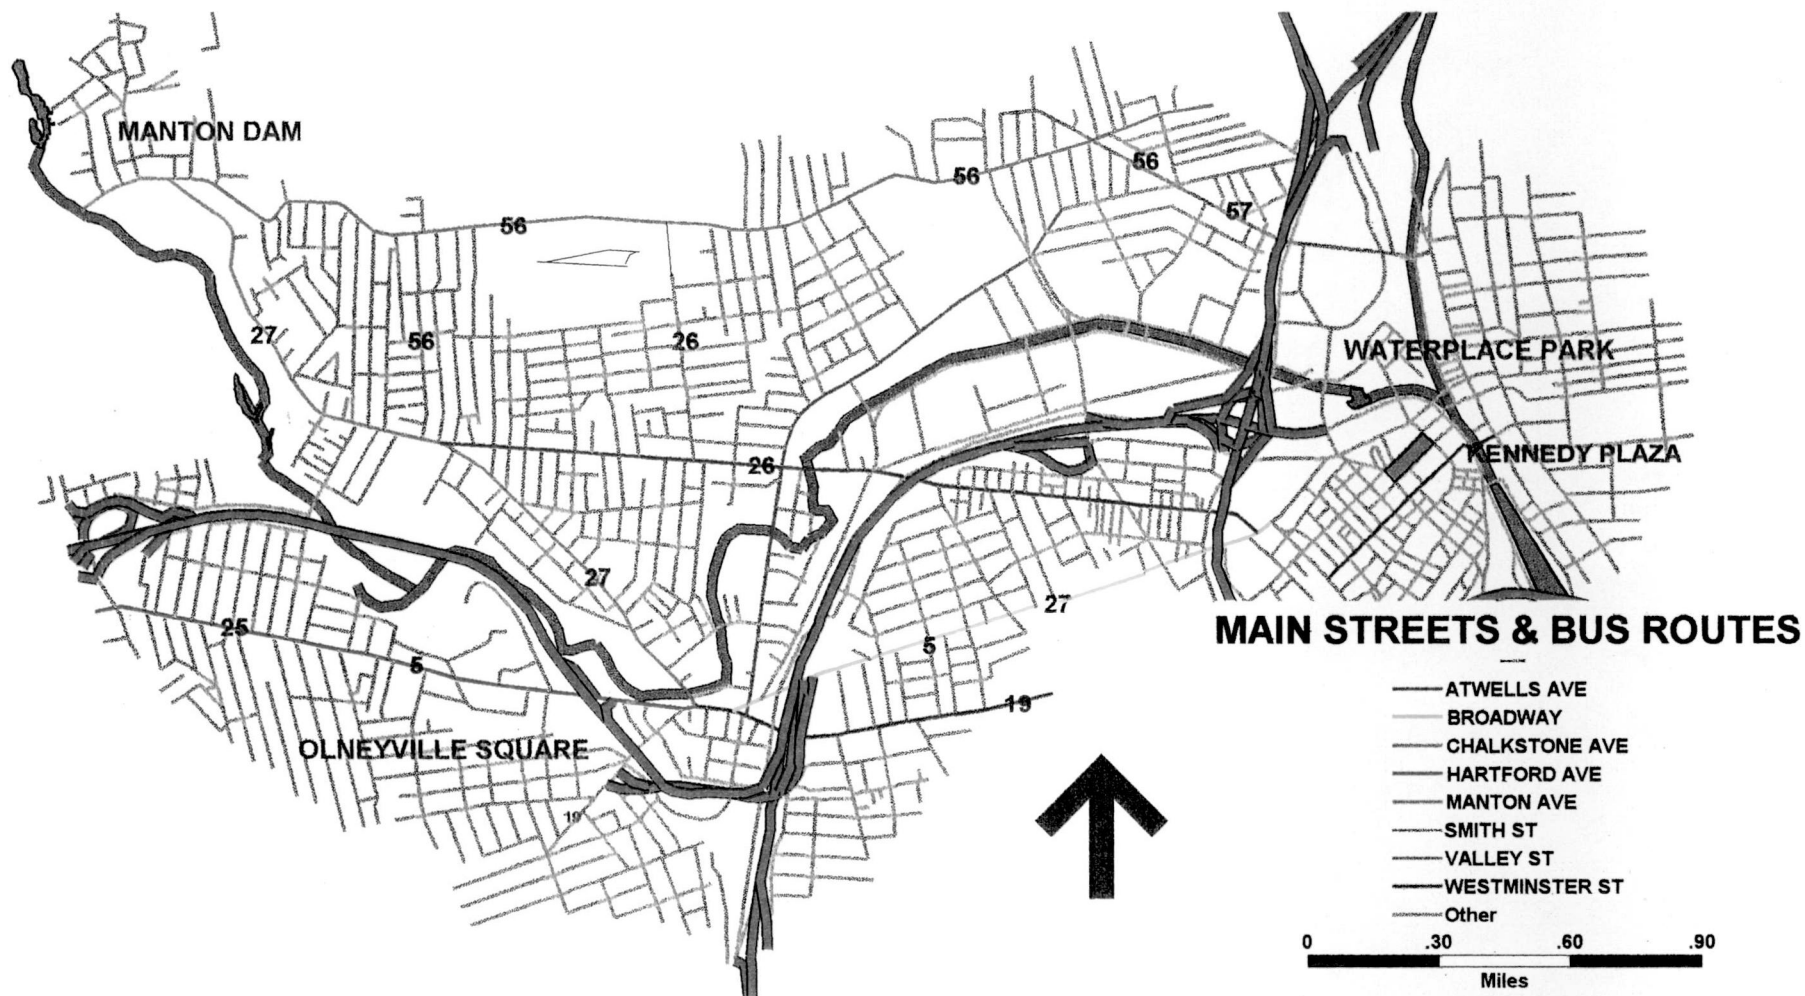 MANTON DAM
56
56
56
57
27
56
26
WATERPLACE PARK
26
KENNEDY PLAZA
27
27
25
5
5
19
OLNEYVILLE SQUARE
19
MAIN STREETS & BUS ROUTES
ATWELLS AVE
BROADWAY
CHALKSTONE AVE
HARTFORD AVE
MANTON AVE
SMITH ST
VALLEY ST
WESTMINSTER ST
Other
0 .30 .60 .90
Miles